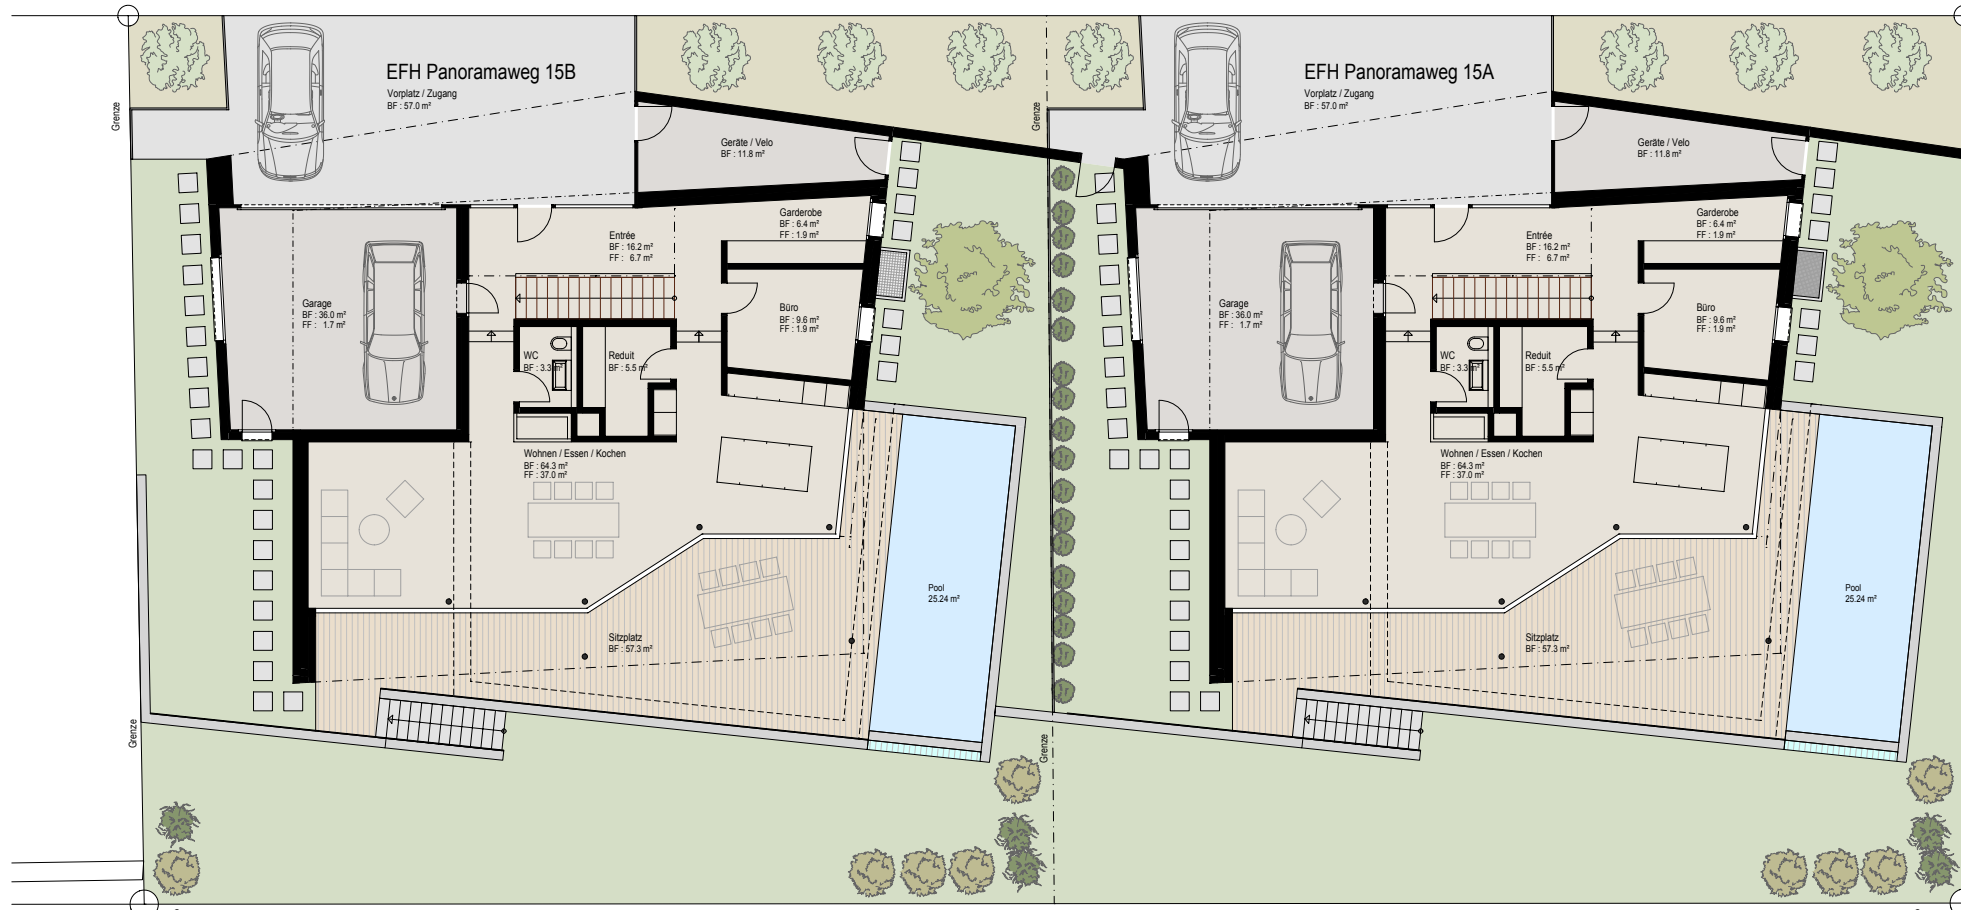 EFH Panoramaweg 15B
Vorplatz / Zugang
BF : 57.0 m²
Geräte / Velo
BF : 11.8 m²
Garderobe
BF : 6.4 m²
FF : 1.9 m²
Entrée
BF : 16.2 m²
FF : 6.7 m²
Garage
BF : 36.0 m²
FF : 1.7 m²
Büro
BF : 9.6 m²
FF : 1.9 m²
WC
BF : 3.3 m²
Reduit
BF : 5.5 m²
Wohnen / Essen / Kochen
BF : 64.3 m²
FF : 37.0 m²
Pool
25.24 m²
Sitzplatz
BF : 57.3 m²
Grenze
Grenze
Grenze
Grenze
EFH Panoramaweg 15A
Vorplatz / Zugang
BF : 57.0 m²
Geräte / Velo
BF : 11.8 m²
Garderobe
BF : 6.4 m²
FF : 1.9 m²
Entrée
BF : 16.2 m²
FF : 6.7 m²
Garage
BF : 36.0 m²
FF : 1.7 m²
Büro
BF : 9.6 m²
FF : 1.9 m²
WC
BF : 3.3 m²
Reduit
BF : 5.5 m²
Wohnen / Essen / Kochen
BF : 64.3 m²
FF : 37.0 m²
Pool
25.24 m²
Sitzplatz
BF : 57.3 m²